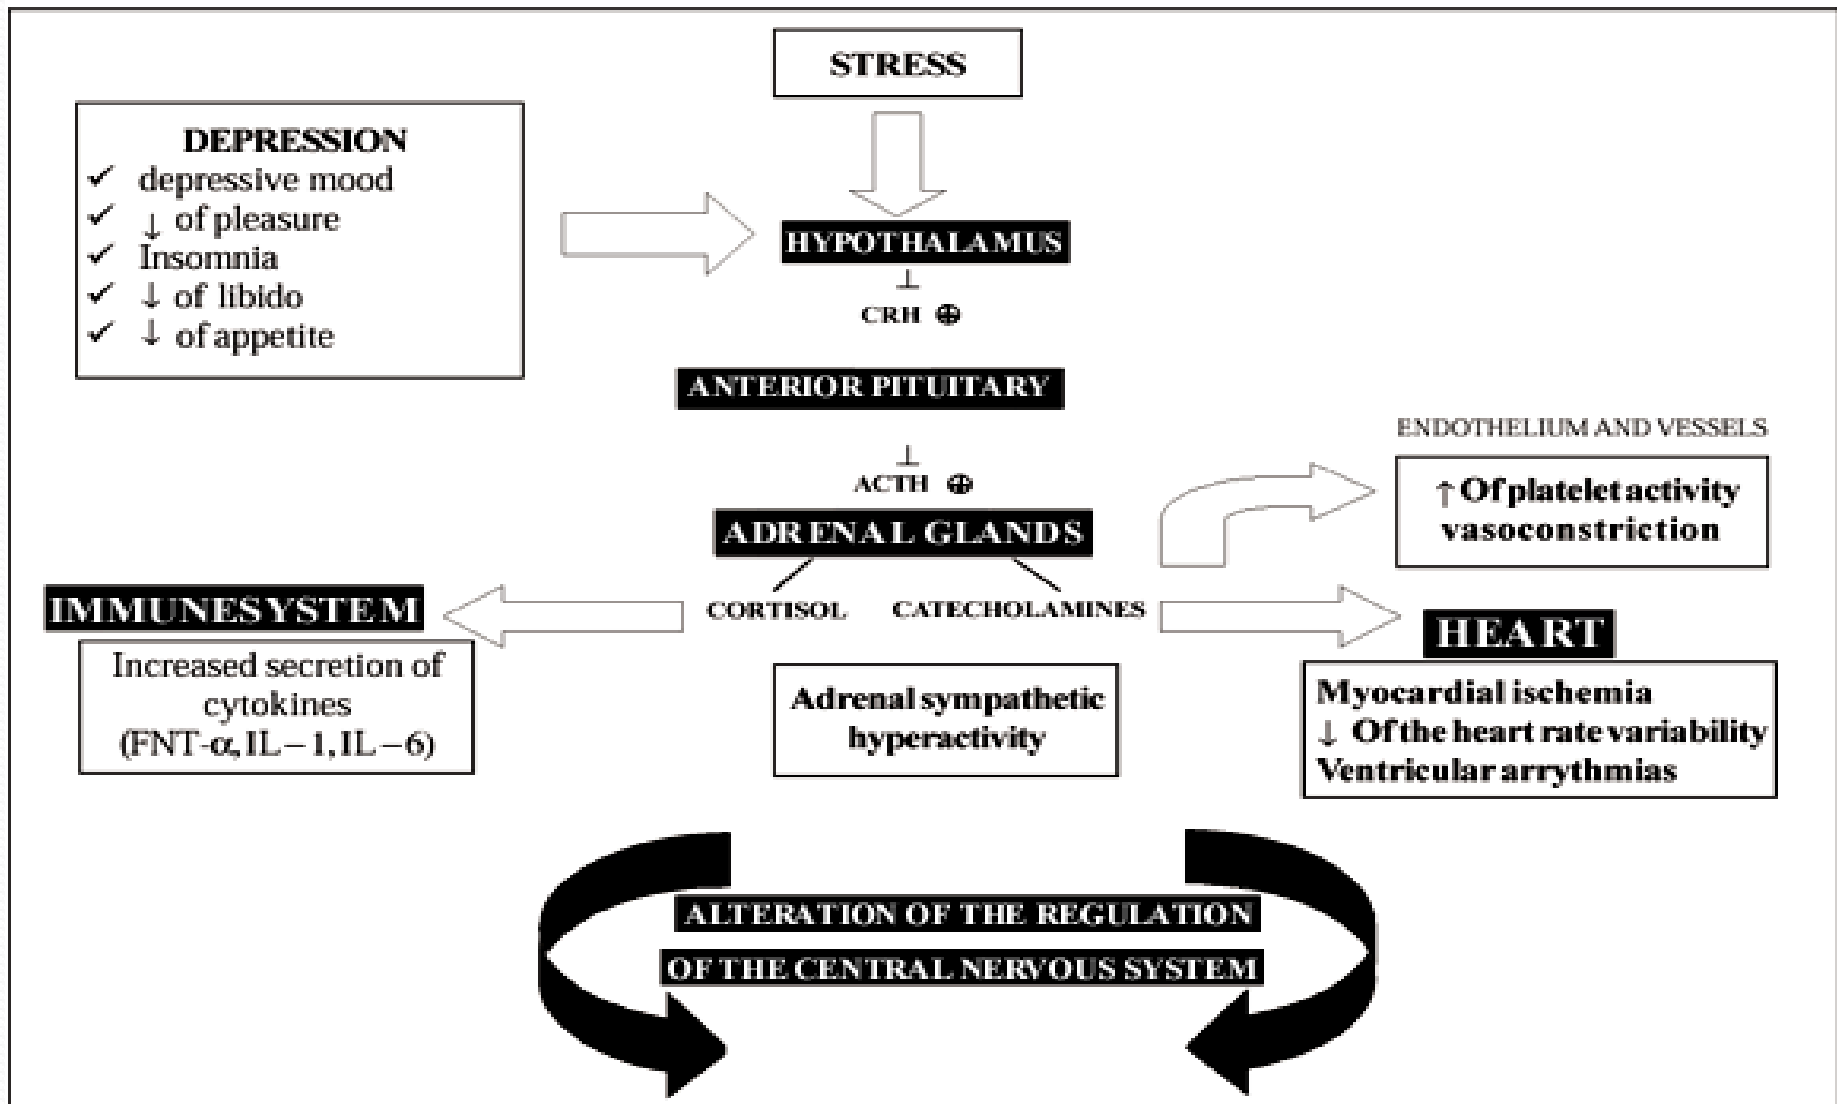 STRESS
DEPRESSION
✓ depressive mood
✓ ↓ of pleasure
✓ Insomnia
✓ ↓ of libido
✓ ↓ of appetite
HYPOTHALAMUS
⊥
CRH ⊕
ANTERIOR PITUITARY
⊥
ACTH ⊕
ADRENAL GLANDS
CORTISOL CATECHOLAMINES
ENDOTHELIUM AND VESSELS
↑ Of platelet activity
vasoconstriction
IMMUNESYSTEM
Increased secretion of
cytokines
(FNT-α, IL – 1, IL – 6)
Adrenal sympathetic
hyperactivity
HEART
Myocardial ischemia
↓ Of the heart rate variability
Ventricular arrythmias
ALTERATION OF THE REGULATION
OF THE CENTRAL NERVOUS SYSTEM